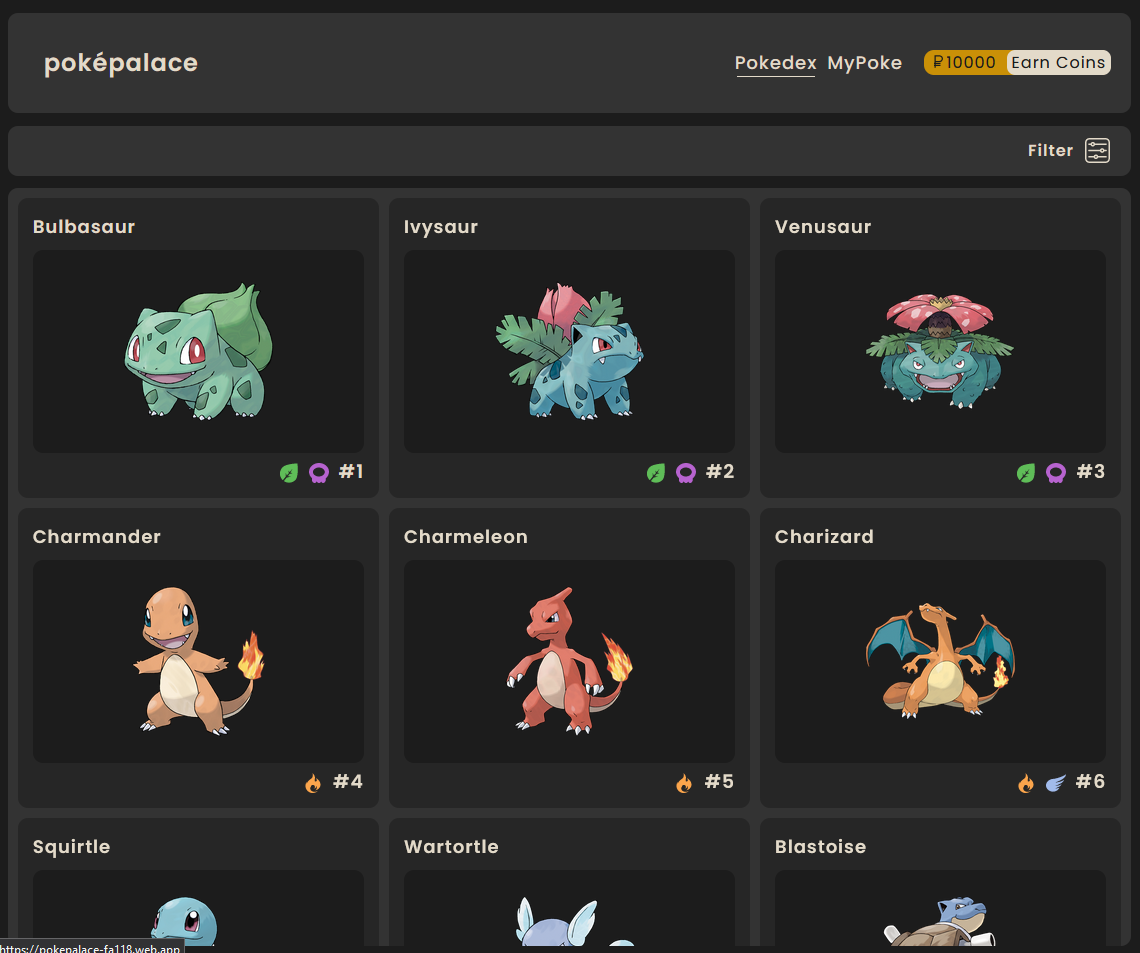 poképalace
Pokedex MyPoke ₽10000 Earn Coins
Filter
Bulbasaur Ivysaur Venusaur
#1 #2 #3
Charmander Charmeleon Charizard
#4 #5 #6
Squirtle Wartortle Blastoise
https://pokepalace-fa118.web.app